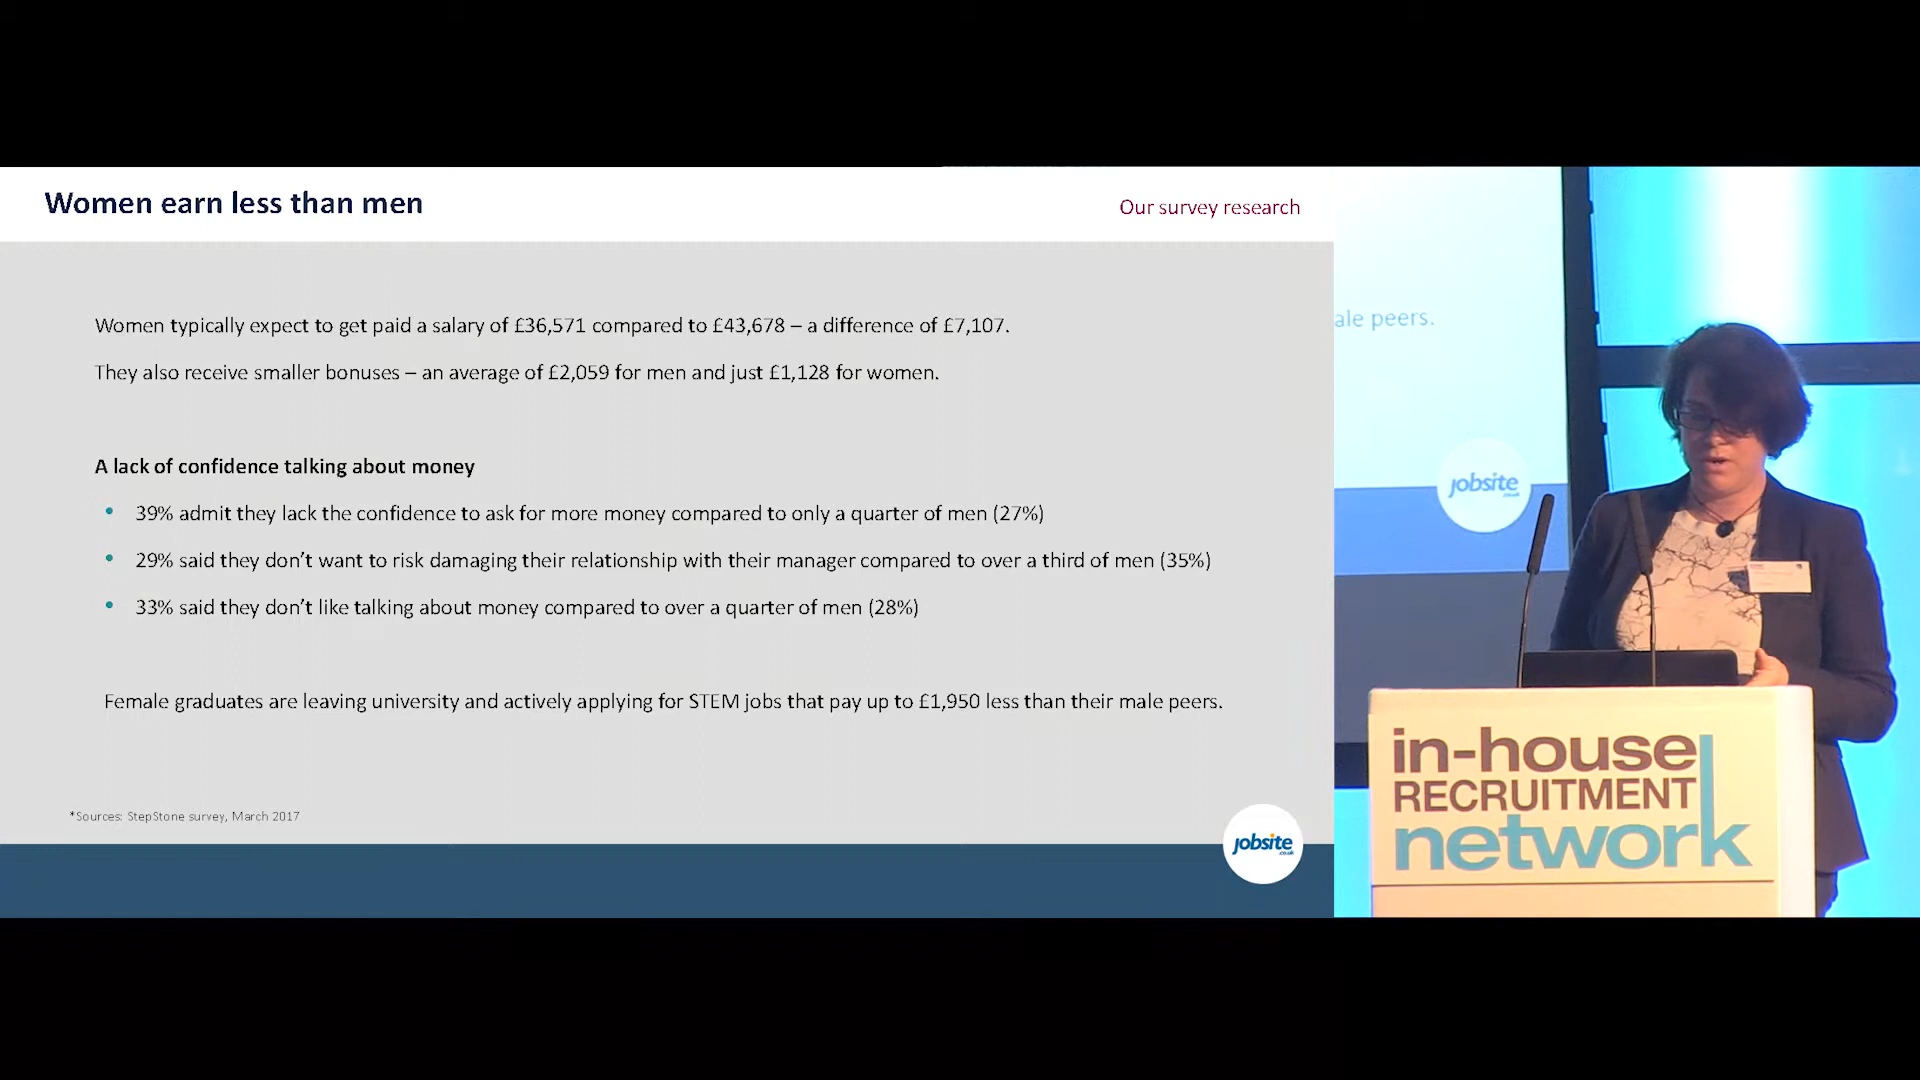 Women earn less than men
Our survey research
Women typically expect to get paid a salary of £36,571 compared to £43,678 – a difference of £7,107.
They also receive smaller bonuses – an average of £2,059 for men and just £1,128 for women.
A lack of confidence talking about money
• 39% admit they lack the confidence to ask for more money compared to only a quarter of men (27%)
• 29% said they don't want to risk damaging their relationship with their manager compared to over a third of men (35%)
• 33% said they don't like talking about money compared to over a quarter of men (28%)
Female graduates are leaving university and actively applying for STEM jobs that pay up to £1,950 less than their male peers.
*Sources: StepStone survey, March 2017
jobsite
.co.uk
ale peers.
jobsite
.co.uk
in-house
RECRUITMENT
network